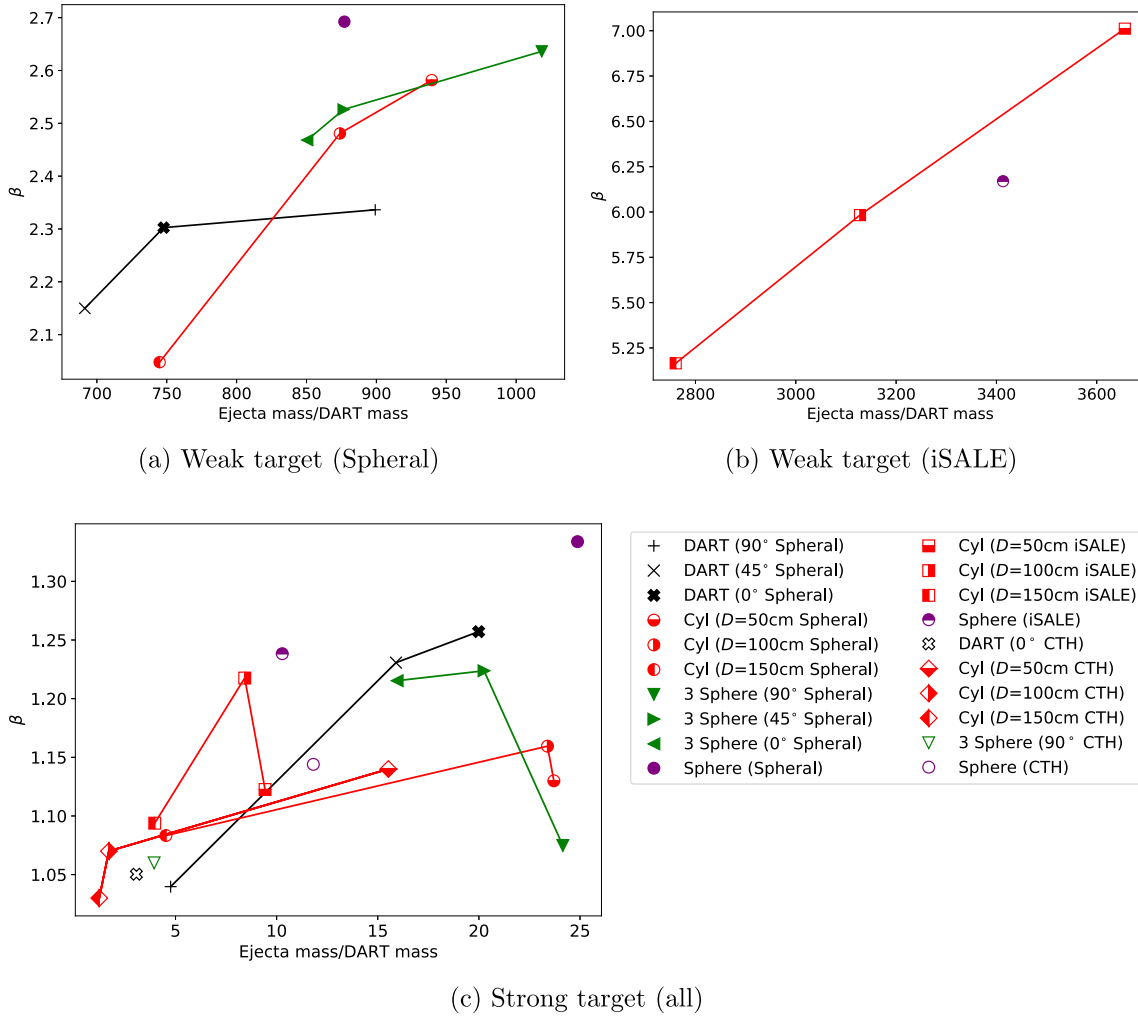 2.7
2.6
2.5
2.4
2.3
2.2
2.1
β
700 750 800 850 900 950 1000
Ejecta mass/DART mass
(a) Weak target (Spheral)
7.00
6.75
6.50
6.25
6.00
5.75
5.50
5.25
β
2800 3000 3200 3400 3600
Ejecta mass/DART mass
(b) Weak target (iSALE)
1.30
1.25
1.20
1.15
1.10
1.05
β
5 10 15 20 25
Ejecta mass/DART mass
DART (90° Spheral)
DART (45° Spheral)
DART (0° Spheral)
Cyl (D=50cm Spheral)
Cyl (D=100cm Spheral)
Cyl (D=150cm Spheral)
3 Sphere (90° Spheral)
3 Sphere (45° Spheral)
3 Sphere (0° Spheral)
Sphere (Spheral)
Cyl (D=50cm iSALE)
Cyl (D=100cm iSALE)
Cyl (D=150cm iSALE)
Sphere (iSALE)
DART (0° CTH)
Cyl (D=50cm CTH)
Cyl (D=100cm CTH)
Cyl (D=150cm CTH)
3 Sphere (90° CTH)
Sphere (CTH)
(c) Strong target (all)